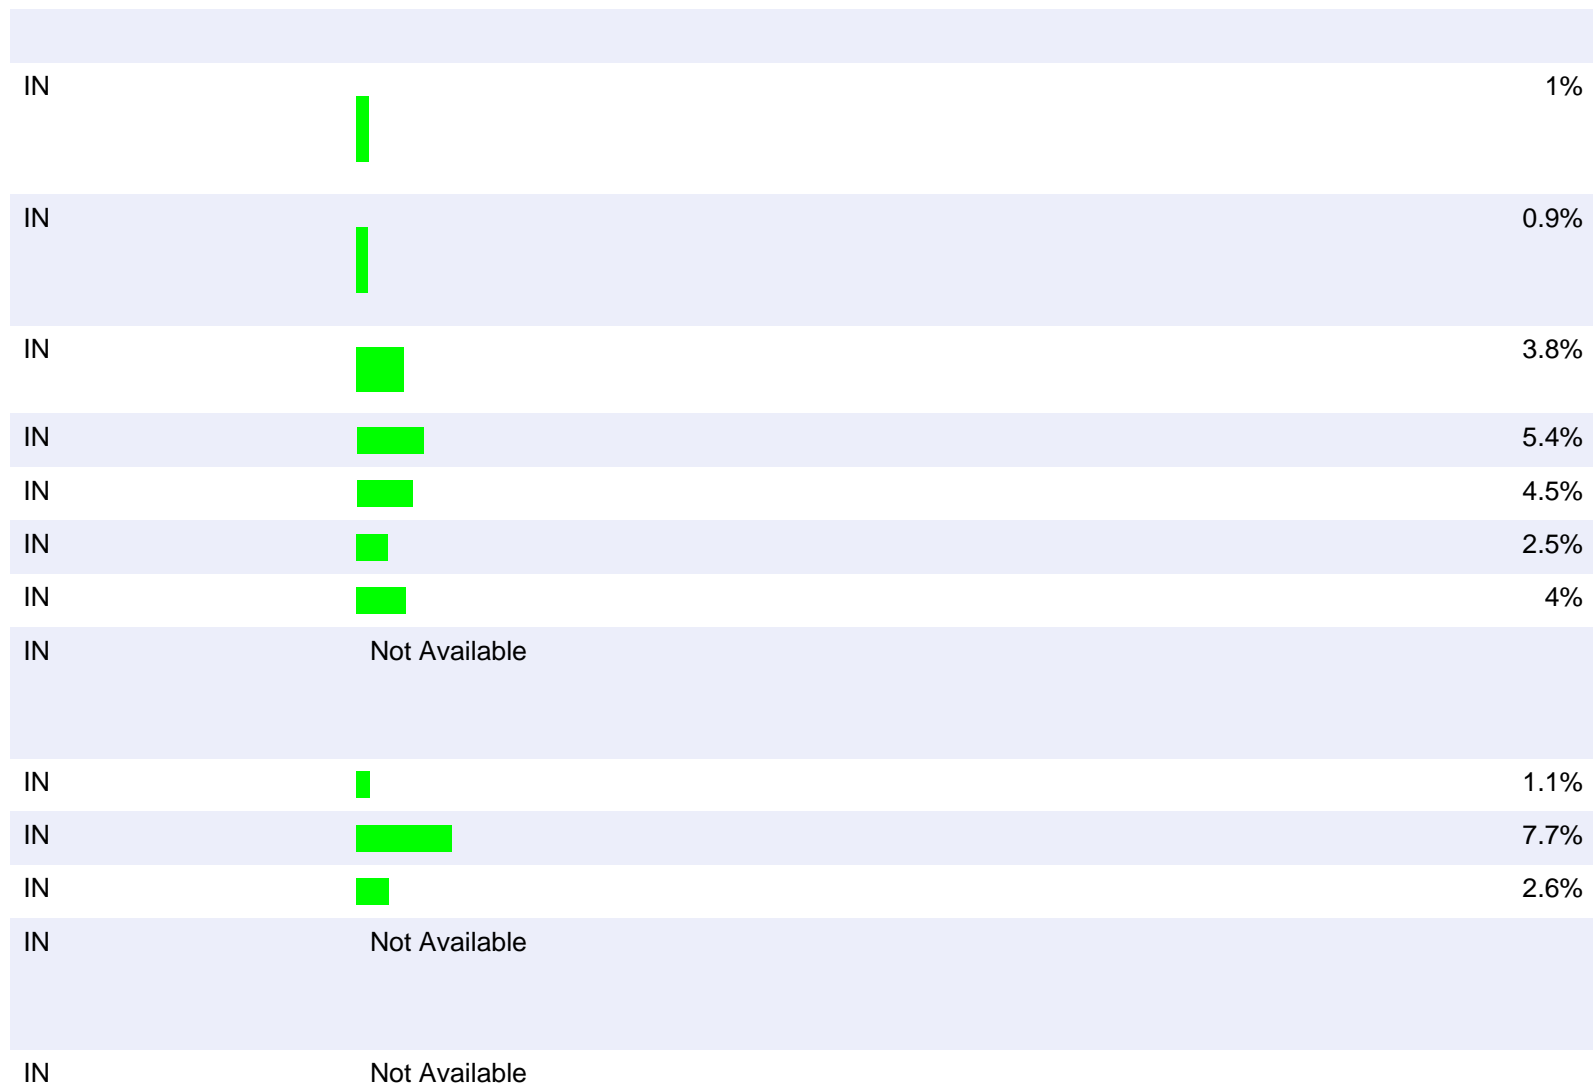 IN 1%
IN 0.9%
IN 3.8%
IN 5.4%
IN 4.5%
IN 2.5%
IN 4%
IN Not Available
IN 1.1%
IN 7.7%
IN 2.6%
IN Not Available
IN Not Available